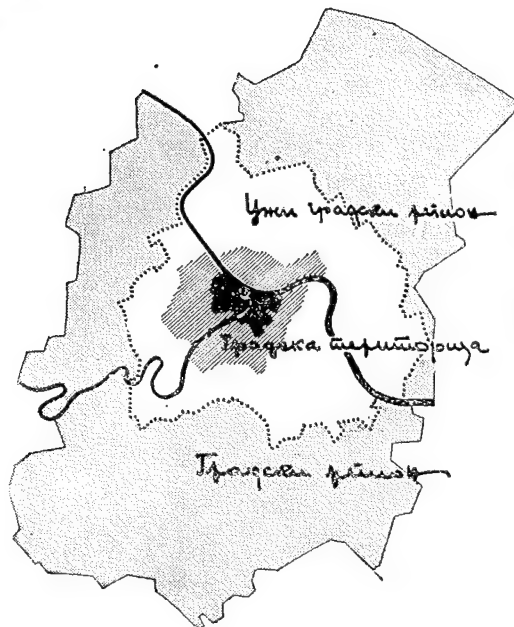 Ужи градски рејон
Градска територија
Градски рејон